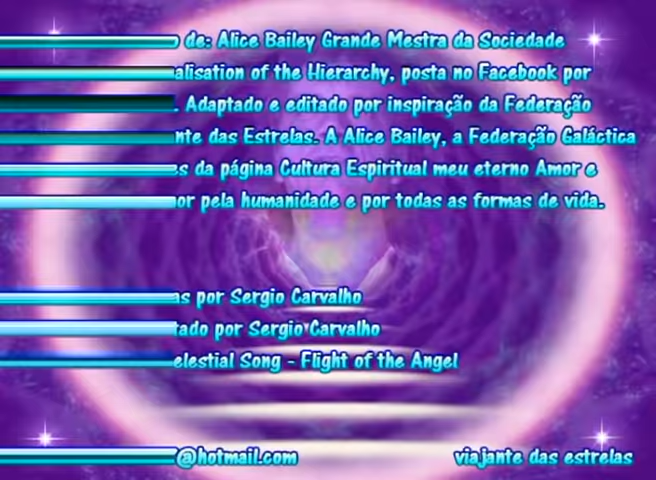 de: Alice Bailey Grande Mestra da Sociedade
alisation of the Hierarchy, posta no Facebook por
. Adaptado e editado por inspiração da Federação
nte das Estrelas. A Alice Bailey, a Federação Galáctica
es da página Cultura Espiritual meu eterno Amor e
or pela humanidade e por todas as formas de vida.
as por Sergio Carvalho
tado por Sergio Carvalho
elestial Song - Flight of the Angel
@hotmail.com viajante das estrelas